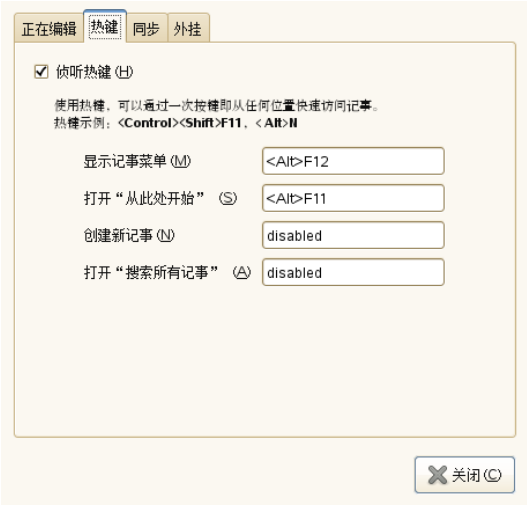 正在编辑 热键 同步 外挂
侦听热键(H)
使用热键，可以通过一次按键即从任何位置快速访问记事。
热键示例：<Control><Shift>F11，<Alt>N
显示记事菜单(M) <Alt>F12
打开“从此处开始” (S) <Alt>F11
创建新记事(N) disabled
打开“搜索所有记事” (A) disabled
关闭(C)